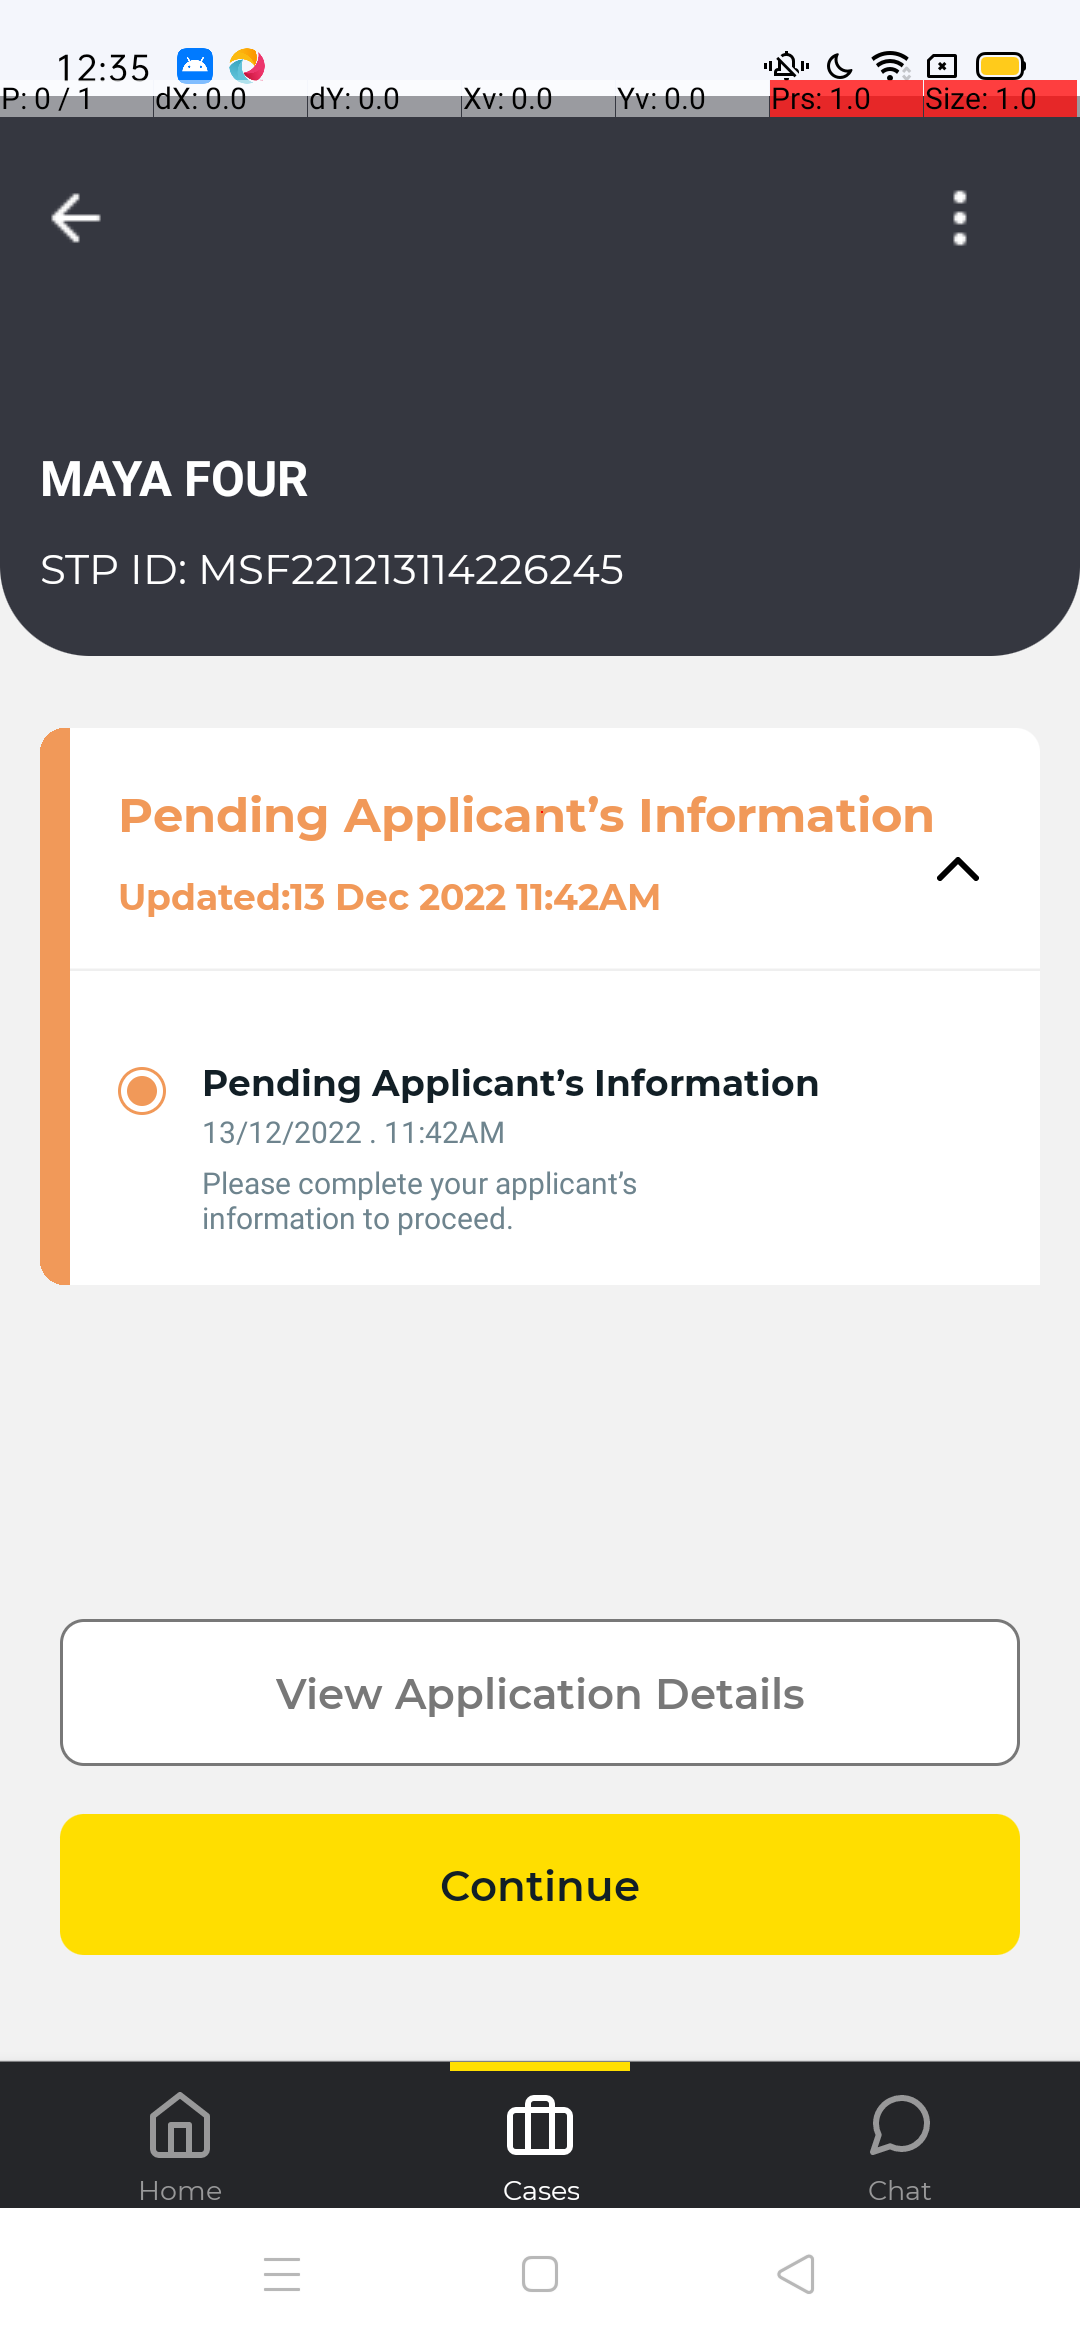 12:35
P: 0 / 1 dX: 0.0 dY: 0.0 Xv: 0.0 Yv: 0.0 Prs: 1.0 Size: 1.0
MAYA FOUR
STP ID: MSF221213114226245
Pending Applicant’s Information
Updated:13 Dec 2022 11:42AM
Pending Applicant’s Information
13/12/2022 . 11:42AM
Please complete your applicant’s
information to proceed.
View Application Details
Continue
Home Cases Chat